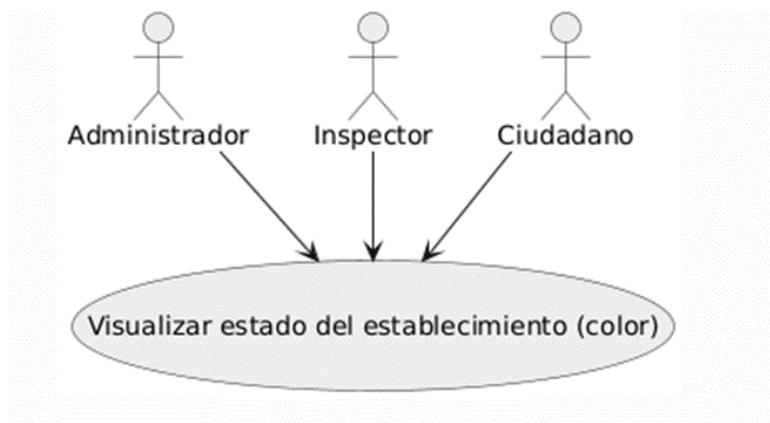 Administrador
Inspector
Ciudadano
Visualizar estado del establecimiento (color)